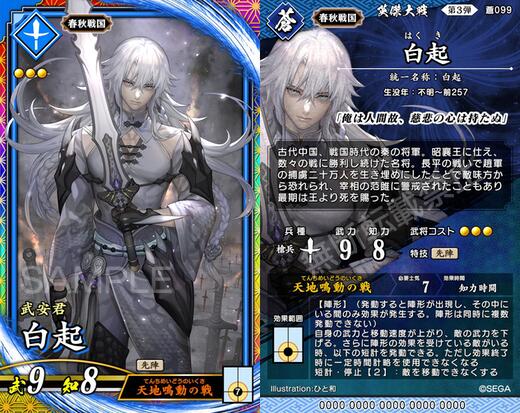 春秋戦国
SAMPLE
武安君
白起
先陣
武9 知8
てんちめいどうのいくさ
天地鳴動の戦
7
蒼
英傑大戦
第3弾
蒼099
春秋戦国
はくき
白起
統一名称：白起
生没年：不明〜前257
「俺は人間故、慈悲の心は持たぬ」
古代中国、戦国時代の秦の将軍。昭襄王に仕え、
数々の戦に勝利し続けた名将。長平の戦いで趙軍
の捕虜二十万人を生き埋めにしたことで敵味方か
ら恐れられ、宰相の范雎に警戒されたこともあり
最期は王より死を賜った。
兵種 武力 知力 武将コスト
槍兵 9 8
特技 先陣
てんちめいどうのいくさ 必要士気 効果時間
天地鳴動の戦 7 知力時間
効果範囲
【陣形】（発動すると陣形が出現し、その中に
いる間のみ効果が発生する。陣形は同時に複数
発動できない）
自身の武力と移動速度が上がり、敵の武力を下
げる。さらに陣形の効果を受けている敵がいる
時、以下の短計を発動できる。ただし効果終了
時に一定時間計略を使用できなくなる
短計・停止【2】：敵を移動できなくする
Illustration:ひと和
©SEGA
0000 0000 0000 0000 0000